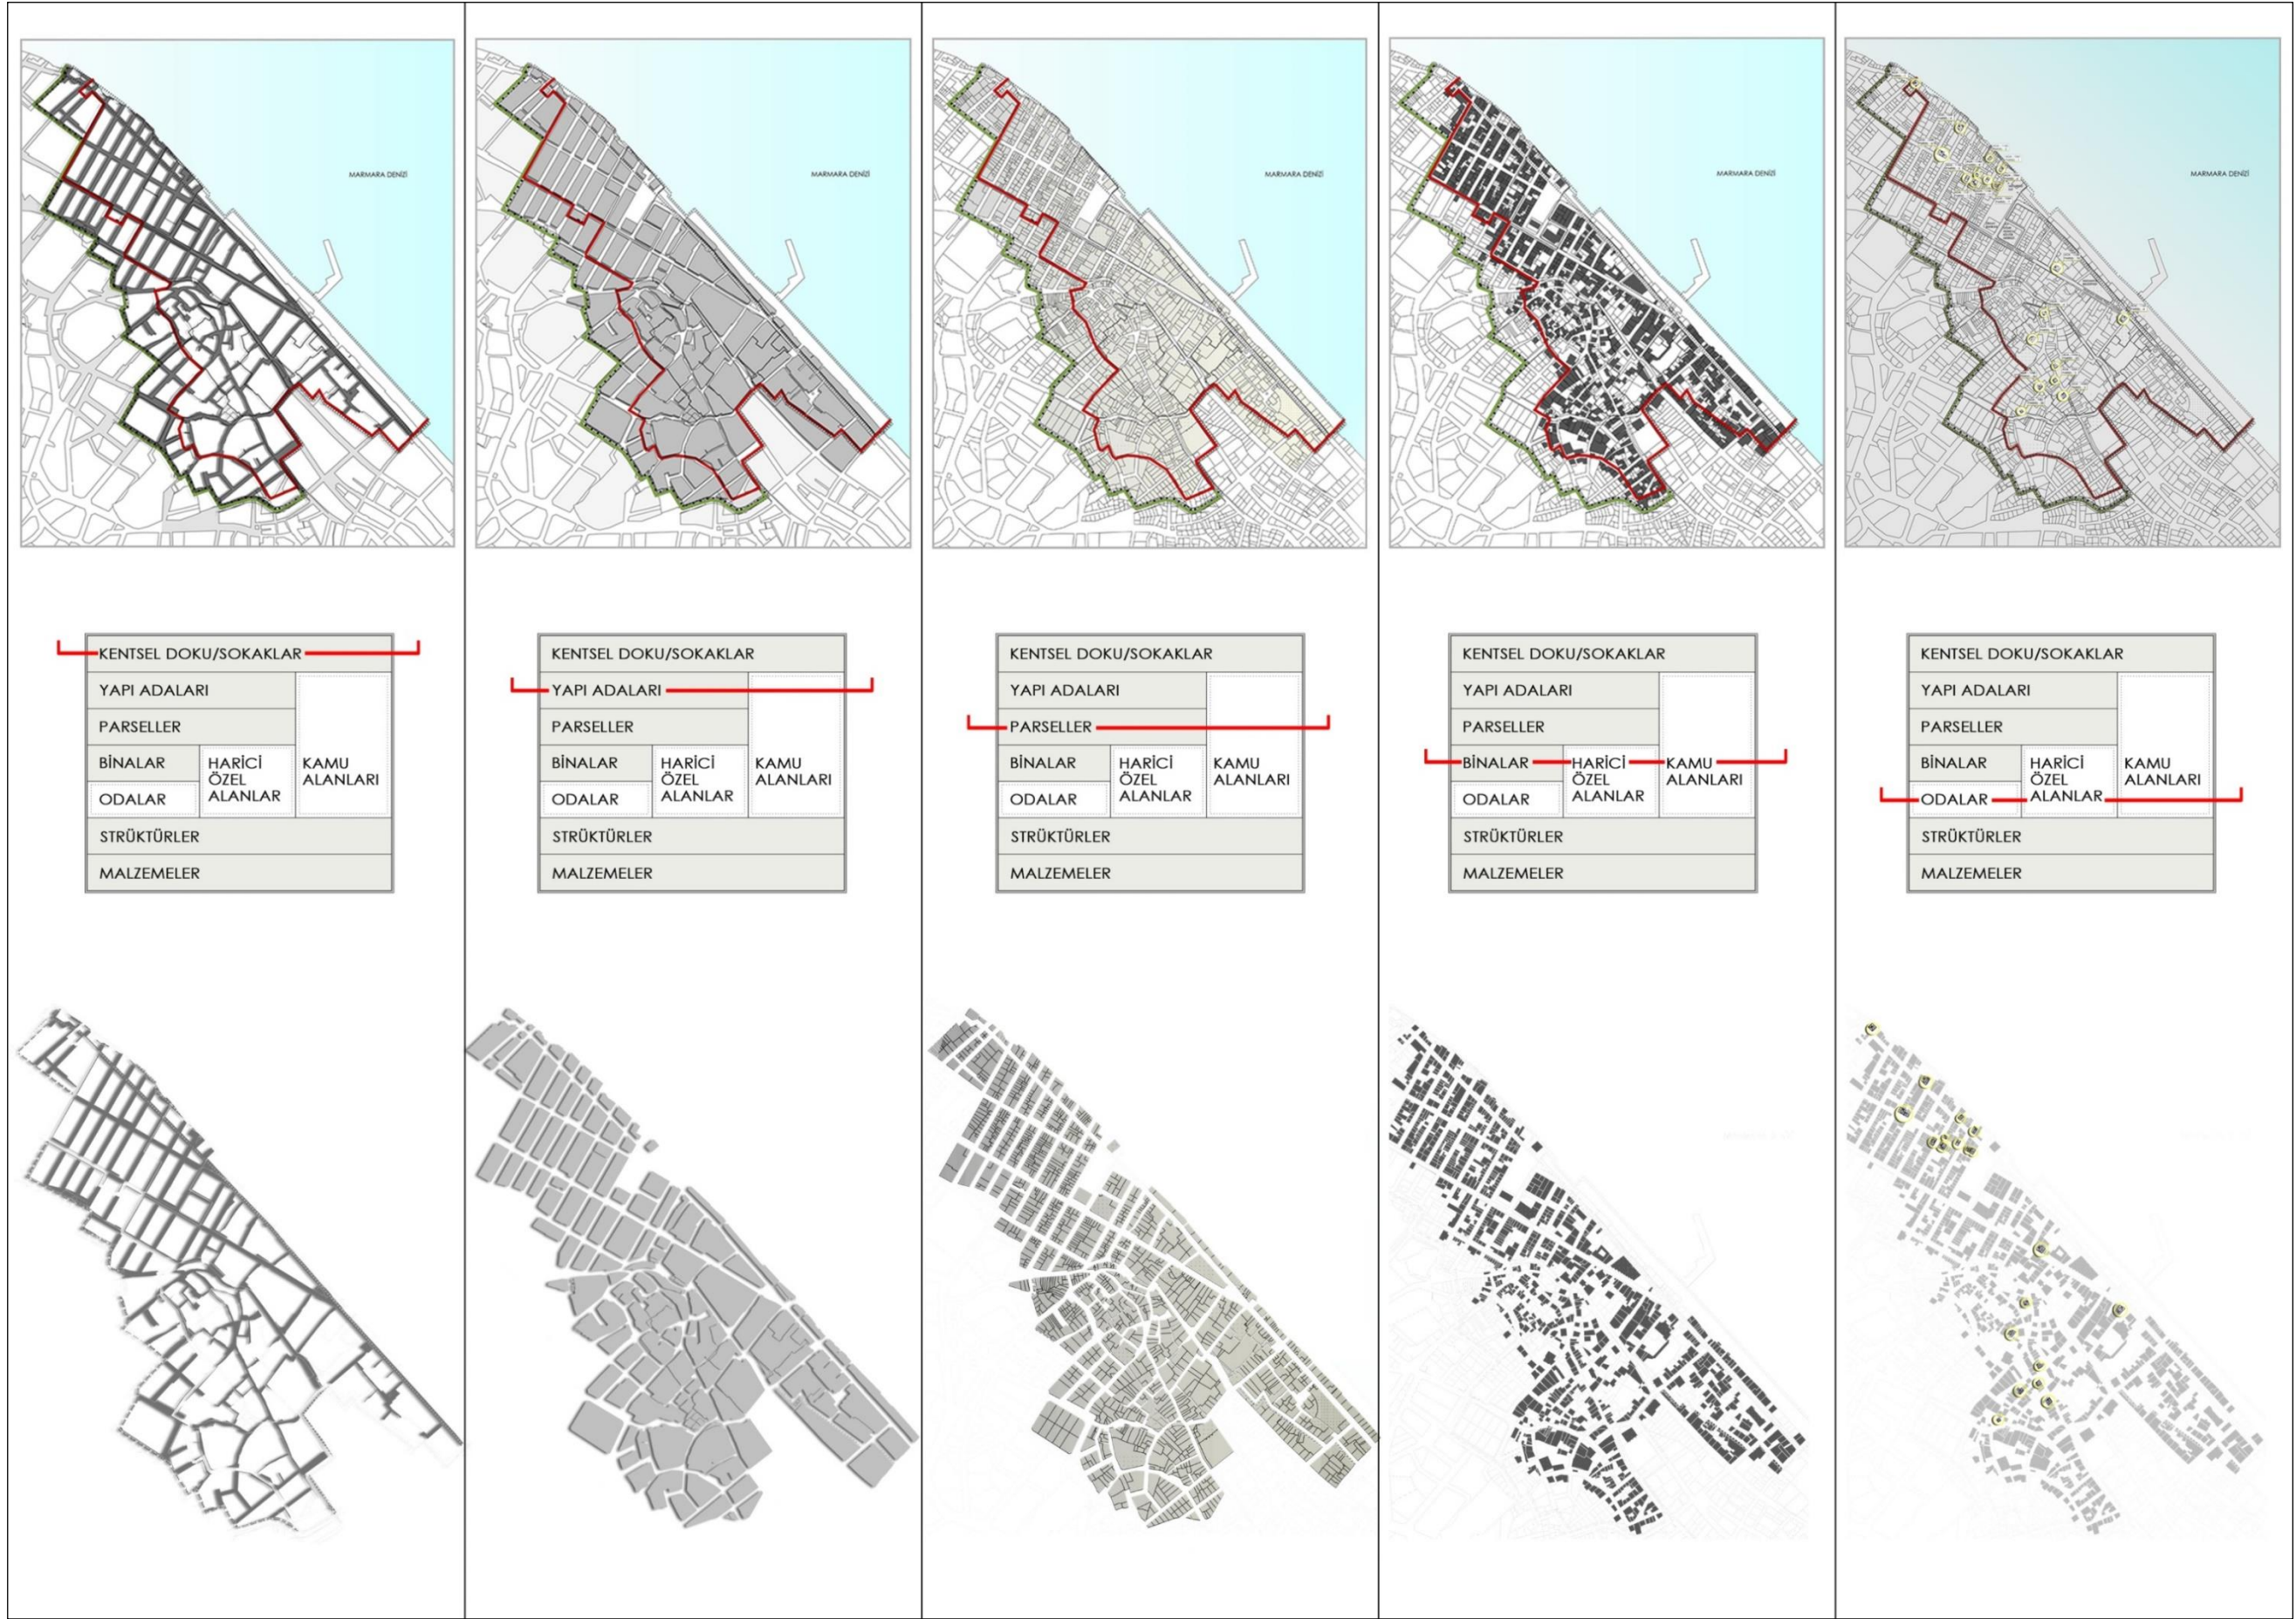 MARMARA DENİZİ
KENTSEL DOKU/SOKAKLAR
YAPI ADALARI
PARSELLER
BİNALAR
HARİCİ
ÖZEL
ALANLAR
KAMU
ALANLARI
ODALAR
STRÜKTÜRLER
MALZEMELER
MARMARA DENİZİ
KENTSEL DOKU/SOKAKLAR
YAPI ADALARI
PARSELLER
BİNALAR
HARİCİ
ÖZEL
ALANLAR
KAMU
ALANLARI
ODALAR
STRÜKTÜRLER
MALZEMELER
MARMARA DENİZİ
KENTSEL DOKU/SOKAKLAR
YAPI ADALARI
PARSELLER
BİNALAR
HARİCİ
ÖZEL
ALANLAR
KAMU
ALANLARI
ODALAR
STRÜKTÜRLER
MALZEMELER
MARMARA DENİZİ
KENTSEL DOKU/SOKAKLAR
YAPI ADALARI
PARSELLER
BİNALAR
HARİCİ
ÖZEL
ALANLAR
KAMU
ALANLARI
ODALAR
STRÜKTÜRLER
MALZEMELER
MARMARA DENİZİ
KENTSEL DOKU/SOKAKLAR
YAPI ADALARI
PARSELLER
BİNALAR
HARİCİ
ÖZEL
ALANLAR
KAMU
ALANLARI
ODALAR
STRÜKTÜRLER
MALZEMELER